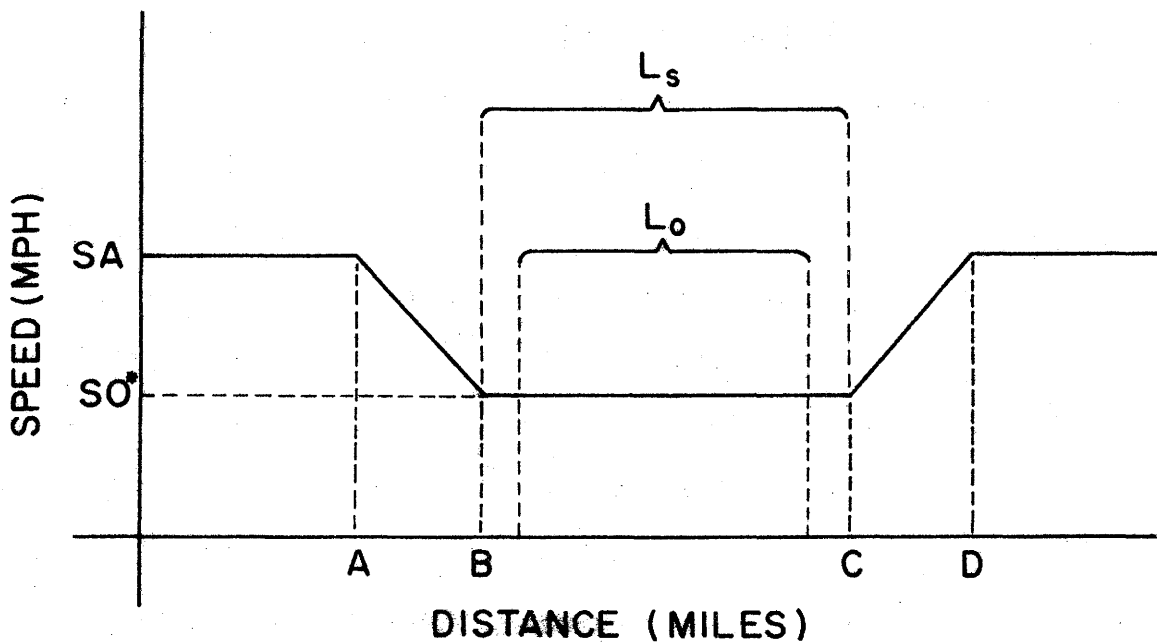 Ls
Lo
SA
SO*
SPEED (MPH)
A B C D
DISTANCE (MILES)